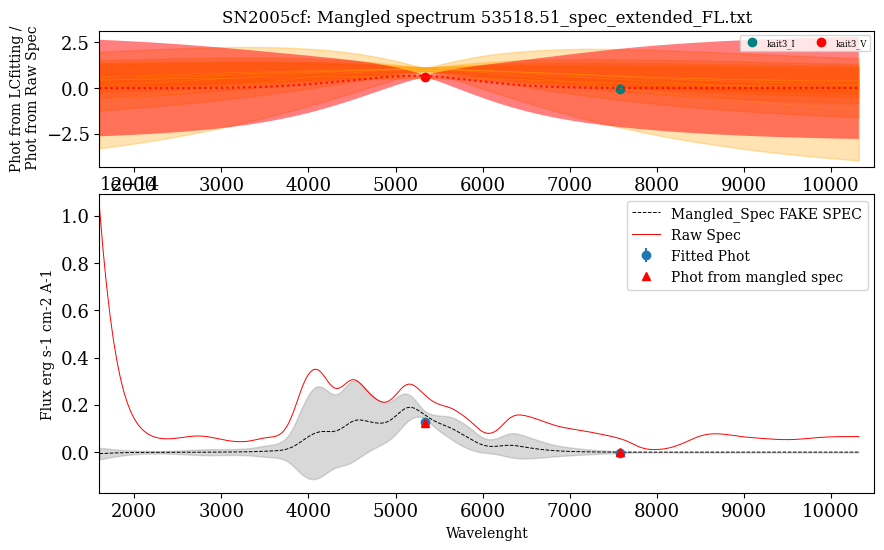 SN2005cf: Mangled spectrum 53518.51_spec_extended_FL.txt
Phot from LCfitting /
Phot from Raw Spec
2.5
0.0
−2.5
kait3_I kait3_V
2000 3000 4000 5000 6000 7000 8000 9000 10000
1e−14
Flux erg s-1 cm-2 A-1
1.0
0.8
0.6
0.4
0.2
0.0
Mangled_Spec FAKE SPEC
Raw Spec
Fitted Phot
Phot from mangled spec
2000 3000 4000 5000 6000 7000 8000 9000 10000
Wavelenght